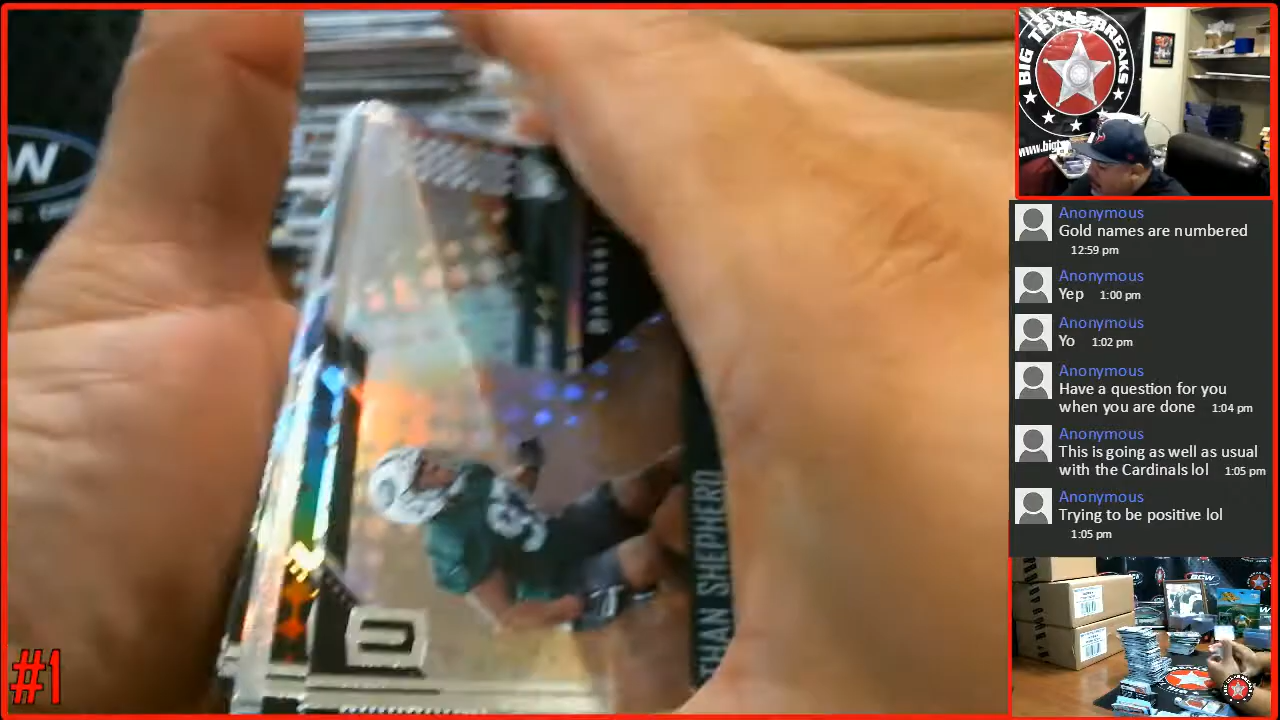 BIG TEXAS BREAKS
Anonymous
Gold names are numbered
12:59 pm
Anonymous
Yep 1:00 pm
Anonymous
Yo 1:02 pm
Anonymous
Have a question for you
when you are done 1:04 pm
Anonymous
This is going as well as usual
with the Cardinals lol 1:05 pm
Anonymous
Trying to be positive lol
1:05 pm
THAN SHEPHERD
U
#1